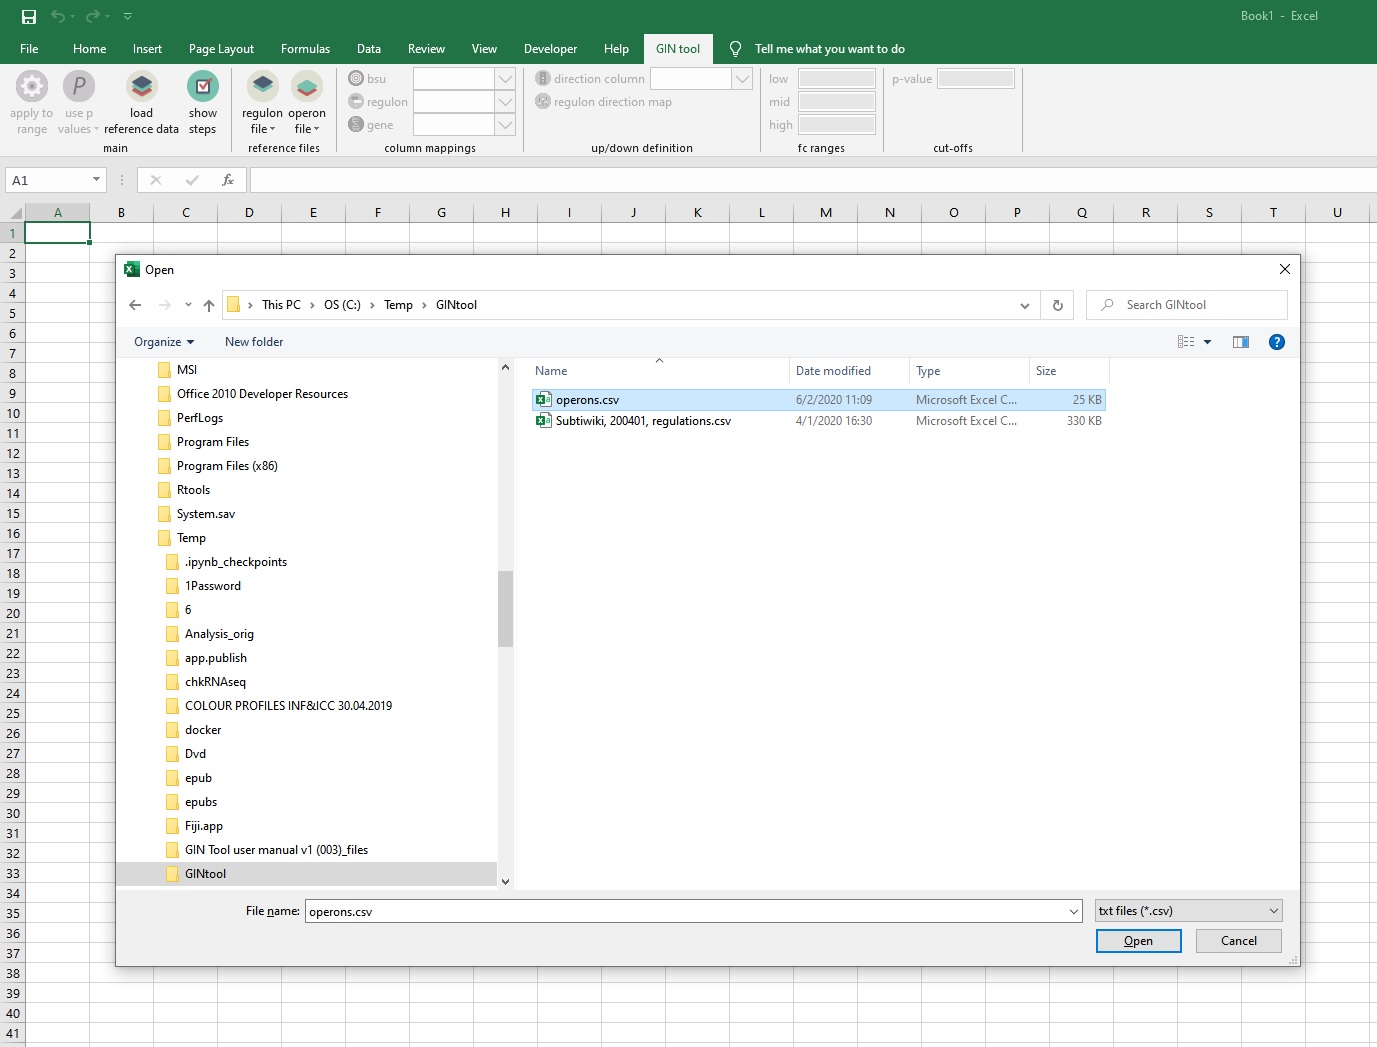 Book1 - Excel
File Home Insert Page Layout Formulas Data Review View Developer Help GIN tool Tell me what you want to do
apply to range
use p values
load reference data
show steps
main
regulon file
operon file
reference files
bsu
regulon
gene
column mappings
direction column
regulon direction map
up/down definition
low
mid
high
fc ranges
p-value
cut-offs
A1 fx
A B C D E F G H I J K L M N O P Q R S T U
1
2
3
4
5
6
7
8
9
10
11
12
13
14
15
16
17
18
19
20
21
22
23
24
25
26
27
28
29
30
31
32
33
34
35
36
37
38
39
40
41
Open
This PC › OS (C:) › Temp › GINtool
Search GINtool
Organize New folder
MSI
Office 2010 Developer Resources
PerfLogs
Program Files
Program Files (x86)
Rtools
System.sav
Temp
.ipynb_checkpoints
1Password
6
Analysis_orig
app.publish
chkRNAseq
COLOUR PROFILES INF&ICC 30.04.2019
docker
Dvd
epub
epubs
Fiji.app
GIN Tool user manual v1 (003)_files
GINtool
Name Date modified Type Size
operons.csv 6/2/2020 11:09 Microsoft Excel C... 25 KB
Subtiwiki, 200401, regulations.csv 4/1/2020 16:30 Microsoft Excel C... 330 KB
File name: operons.csv txt files (*.csv)
Open Cancel